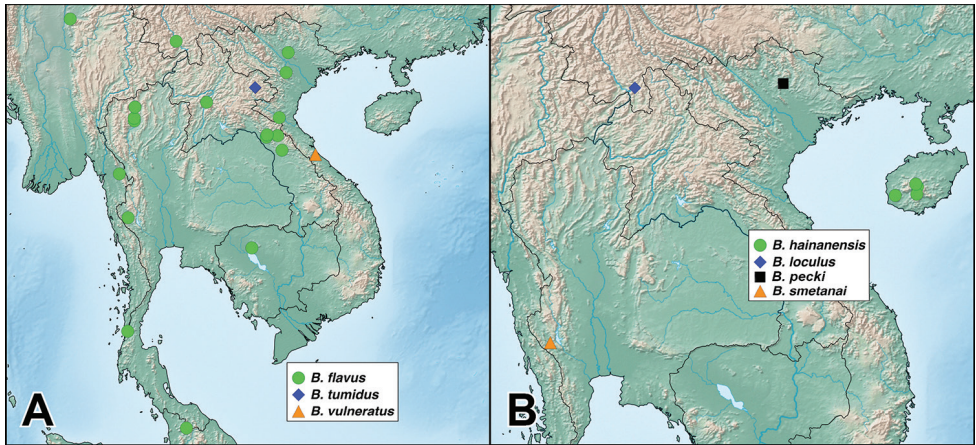 A
B. flavus
B. tumidus
B. vulneratus
B
B. hainanensis
B. loculus
B. pecki
B. smetanai